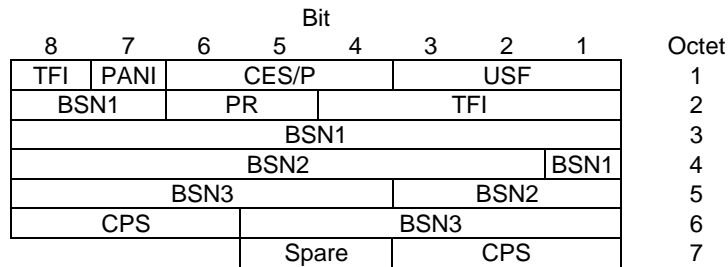 Bit
8 7 6 5 4 3 2 1 Octet
TFI PANI CES/P USF 1
BSN1 PR TFI 2
BSN1 3
BSN2 BSN1 4
BSN3 BSN2 5
CPS BSN3 6
Spare CPS 7